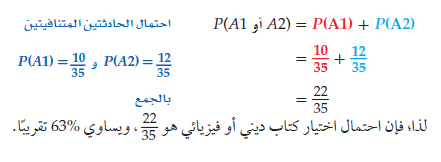 احتمال الحادثتين المتنافيتين P(A1 أو A2) = P(A1) + P(A2)
P(A1) = 10/35 و P(A2) = 12/35 = 10/35 + 12/35
بالجمع = 22/35
لذا؛ فإن احتمال اختيار كتاب ديني أو فيزيائي هو 22/35، ويساوي 63% تقريبًا.